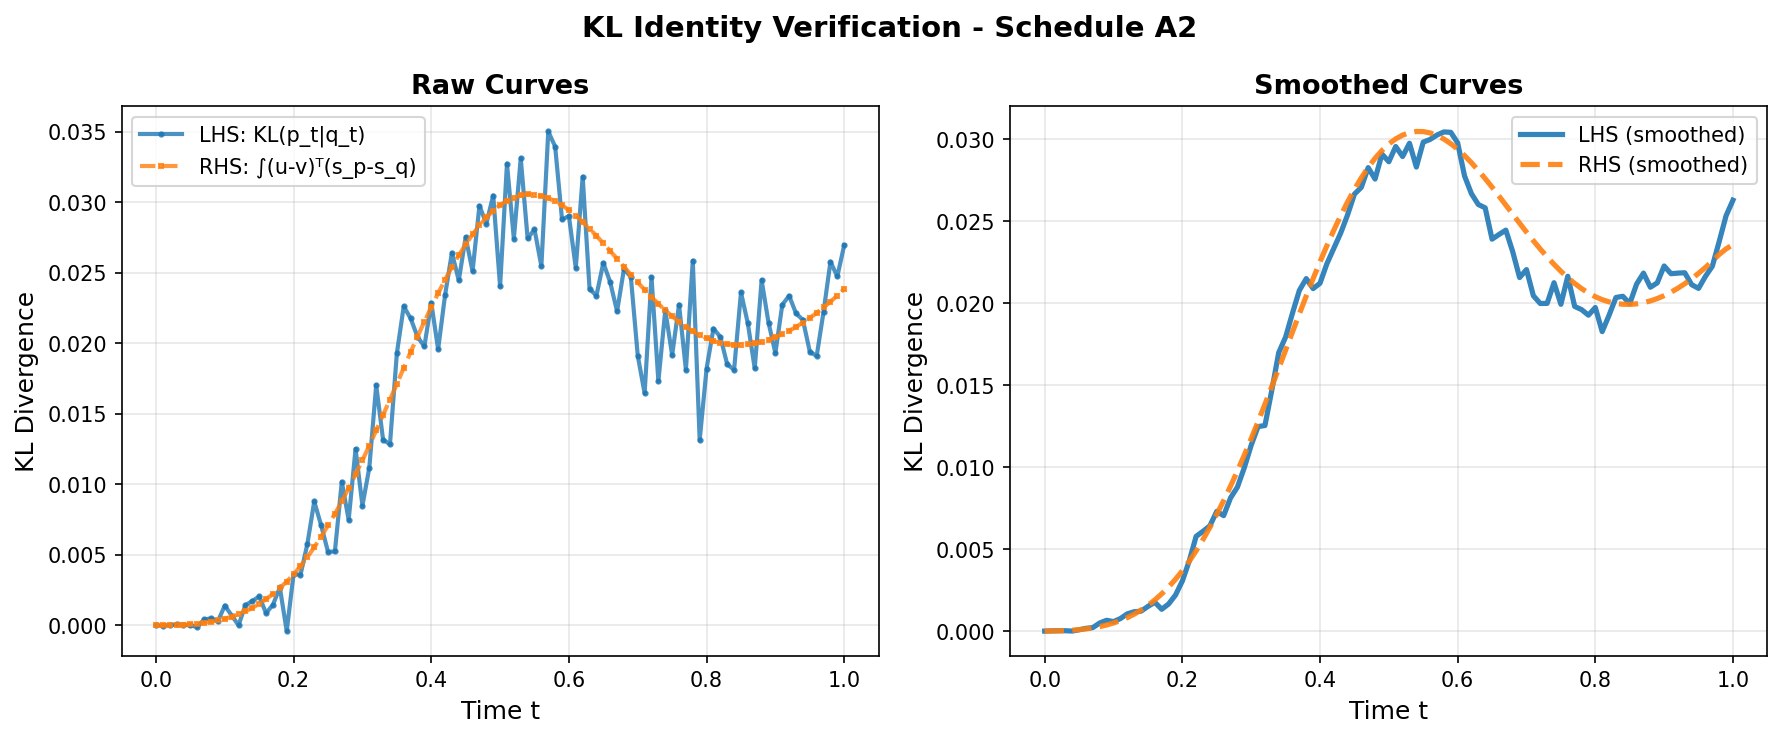 KL Identity Verification - Schedule A2
Raw Curves
LHS: KL(p_t|q_t)
RHS: ∫(u-v)ᵀ(s_p-s_q)
KL Divergence
0.035
0.030
0.025
0.020
0.015
0.010
0.005
0.000
0.0 0.2 0.4 0.6 0.8 1.0
Time t
Smoothed Curves
LHS (smoothed)
RHS (smoothed)
KL Divergence
0.030
0.025
0.020
0.015
0.010
0.005
0.000
0.0 0.2 0.4 0.6 0.8 1.0
Time t